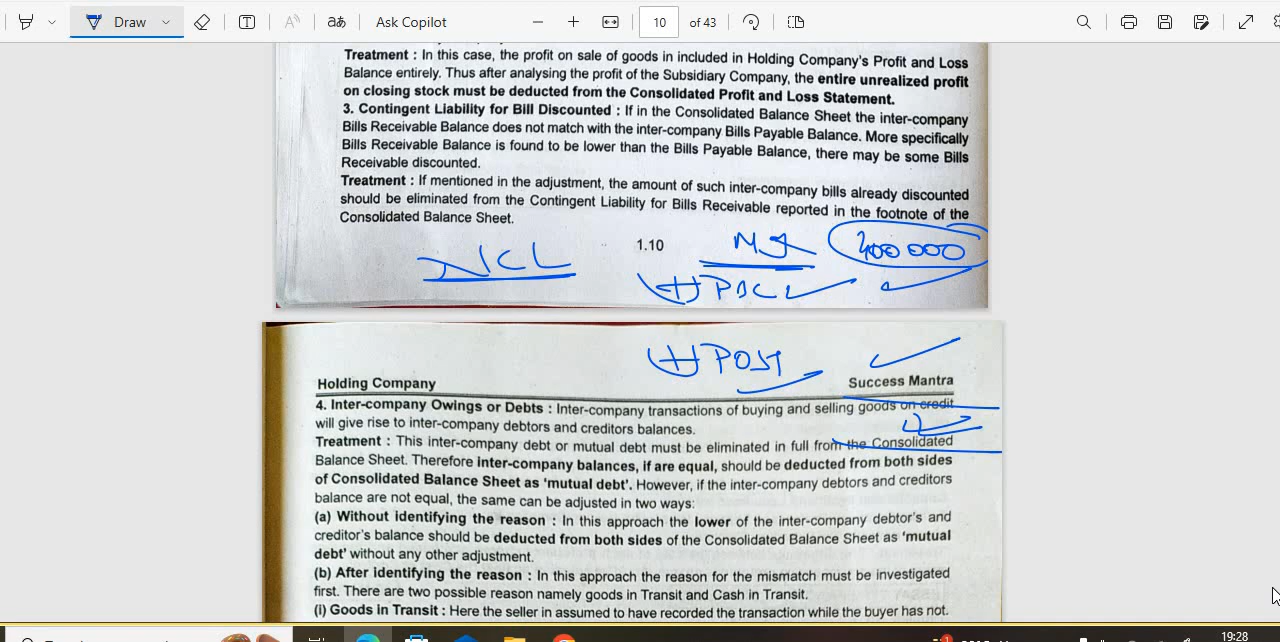 Draw
aあ
Ask Copilot
10 of 43
Treatment : In this case, the profit on sale of goods in included in Holding Company's Profit and Loss
Balance entirely. Thus after analysing the profit of the Subsidiary Company, the entire unrealized profit
on closing stock must be deducted from the Consolidated Profit and Loss Statement.
3. Contingent Liability for Bill Discounted : If in the Consolidated Balance Sheet the inter-company
Bills Receivable Balance does not match with the inter-company Bills Payable Balance. More specifically
Bills Receivable Balance is found to be lower than the Bills Payable Balance, there may be some Bills
Receivable discounted.
Treatment : If mentioned in the adjustment, the amount of such inter-company bills already discounted
should be eliminated from the Contingent Liability for Bills Receivable reported in the footnote of the
Consolidated Balance Sheet.
1.10
NCL
(+) POST
Holding Company Success Mantra
4. Inter-company Owings or Debts : Inter-company transactions of buying and selling goods on credit
will give rise to inter-company debtors and creditors balances.
Treatment : This inter-company debt or mutual debt must be eliminated in full from the Consolidated
Balance Sheet. Therefore inter-company balances, if are equal, should be deducted from both sides
of Consolidated Balance Sheet as 'mutual debt'. However, if the inter-company debtors and creditors
balance are not equal, the same can be adjusted in two ways:
(a) Without identifying the reason : In this approach the lower of the inter-company debtor's and
creditor's balance should be deducted from both sides of the Consolidated Balance Sheet as 'mutual
debt' without any other adjustment.
(b) After identifying the reason : In this approach the reason for the mismatch must be investigated
first. There are two possible reason namely goods in Transit and Cash in Transit.
(i) Goods in Transit : Here the seller in assumed to have recorded the transaction while the buyer has not.
19:28